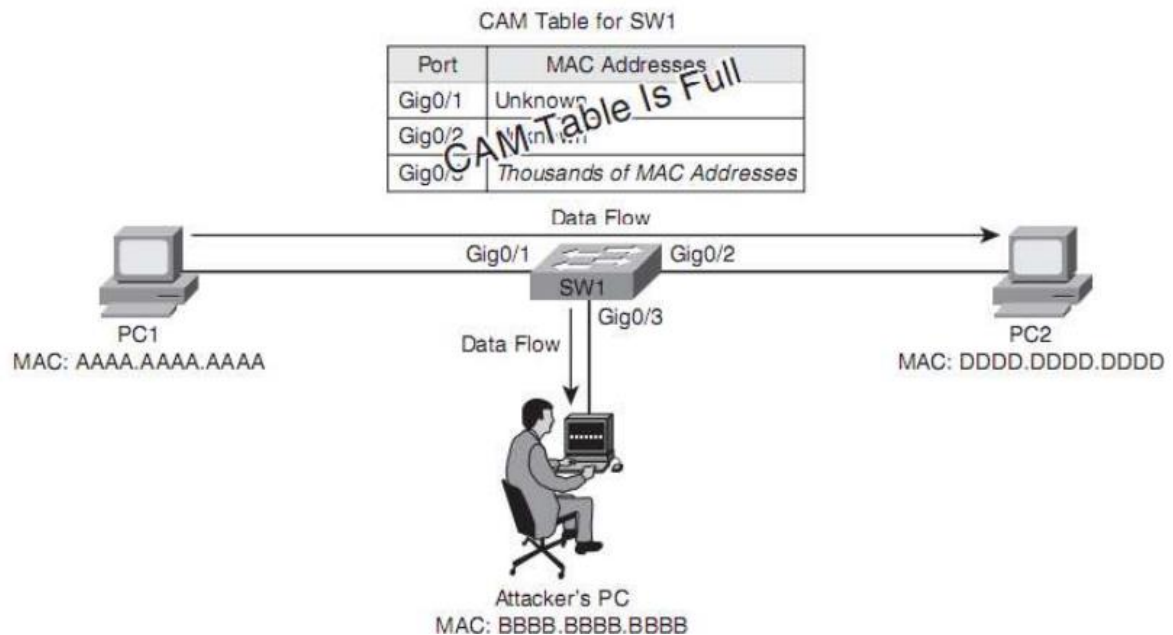 CAM Table for SW1
Port MAC Addresses
Gig0/1 Unknown
Gig0/2 Unknown
Gig0/3 Thousands of MAC Addresses
CAM Table Is Full
Data Flow
Gig0/1 Gig0/2
SW1
Gig0/3
Data Flow
PC1
MAC: AAAA.AAAA.AAAA
PC2
MAC: DDDD.DDDD.DDDD
Attacker's PC
MAC: BBBB.BBBB.BBBB